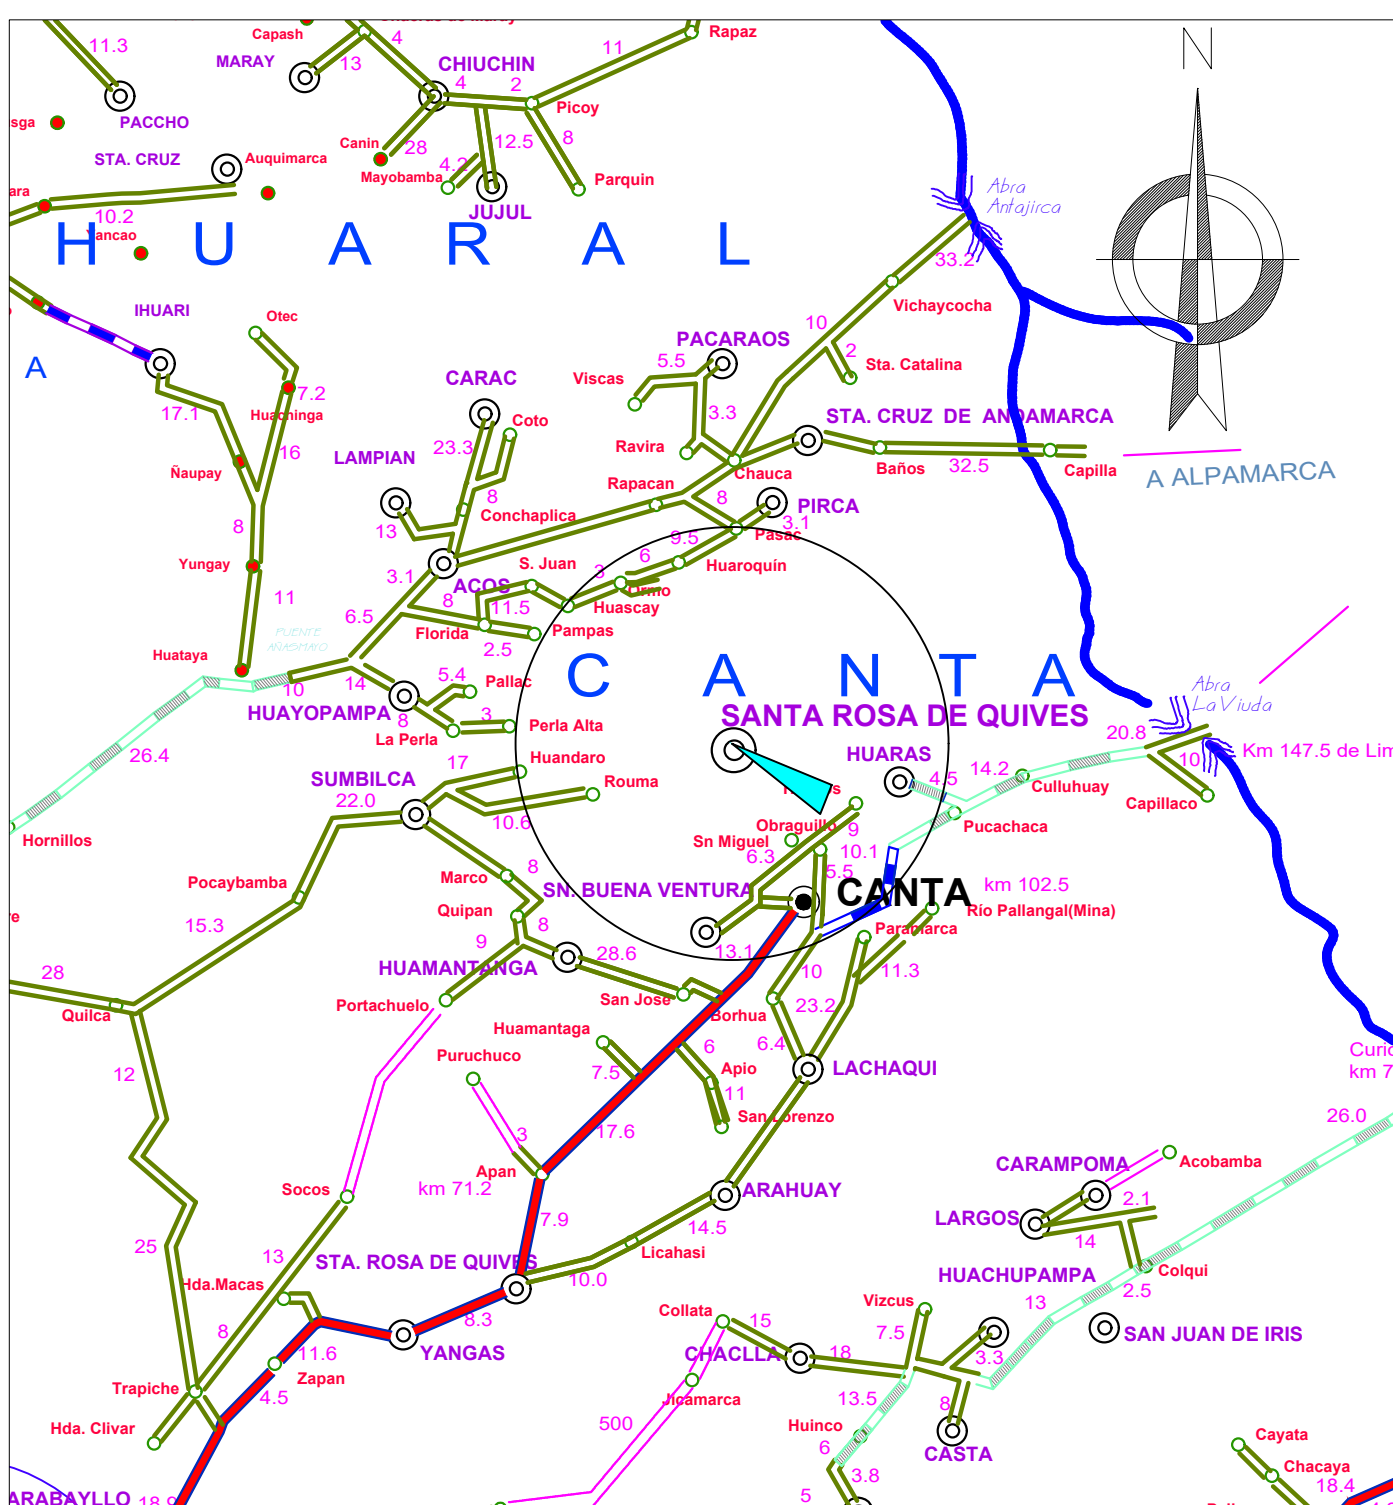 11.3
Capash
4
11
Rapaz
N
MARAY
13
CHIUCHIN
4
2
Picoy
PACCHO
12.5
8
Canin
28
STA. CRUZ
Auquimarca
4.2
Mayobamba
Parquin
Abra
Antajirca
10.2
JUJUL
Yancao
H U A R A L
33.2
IHUARI
Otec
Vichaycocha
10
A
PACARAOS
5.5
2
Viscas
Sta. Catalina
CARAC
17.1
7.2
Huachinga
3.3
Coto
STA. CRUZ DE ANDAMARCA
16
23.3
Ravira
LAMPIAN
Chauca
Baños
32.5
Capilla
A ALPAMARCA
Ñaupay
Rapacan
8
8
PIRCA
Conchaplica
13
3.1
8
9.5
Pasac
Yungay
6
Huaroquín
S. Juan
3.1
3
ACOS
Ormo
11
8
11.5
Huascay
6.5
Florida
Pampas
PUENTE
AÑASMAYO
2.5
Huataya
C A N T A
10
14
5.4
Pallac
Abra
La Viuda
HUAYOPAMPA
8
3
Perla Alta
SANTA ROSA DE QUIVES
La Perla
20.8
26.4
Huandaro
HUARAS
Km 147.5 de Lim
17
14.2
10
SUMBILCA
Rouma
4.5
Culluhuay
22.0
Capillaco
10.6
Pucachaca
Hornillos
Obraguillo
9
Sn Miguel
10.1
6.3
5.5
8
Pocaybamba
Marco
SN. BUENA VENTURA
CANTA
km 102.5
Quipan
Río Pallangal(Mina)
15.3
8
Paramarca
9
13.1
28.6
28
HUAMANTANGA
10
11.3
Portachuelo
San Jose
23.2
Quilca
Borhua
Huamantaga
6
6.4
Puruchuco
7.5
Apio
LACHAQUI
12
11
San Lorenzo
17.6
26.0
3
CARAMPOMA
Acobamba
Apan
km 71.2
Socos
ARAHUAY
2.1
LARGOS
7.9
14.5
14
25
13
Licahasi
STA. ROSA DE QUIVES
Colqui
HUACHUPAMPA
Hda.Macas
10.0
2.5
Collata
Vizcus
13
8.3
15
7.5
8
YANGAS
CHACLLA
18
3.3
SAN JUAN DE IRIS
11.6
Zapan
Trapiche
4.5
Jicamarca
13.5
8
Hda. Clivar
500
Huinco
6
CASTA
Cayata
3.8
Chacaya
18.4
5
ARABAYLLO